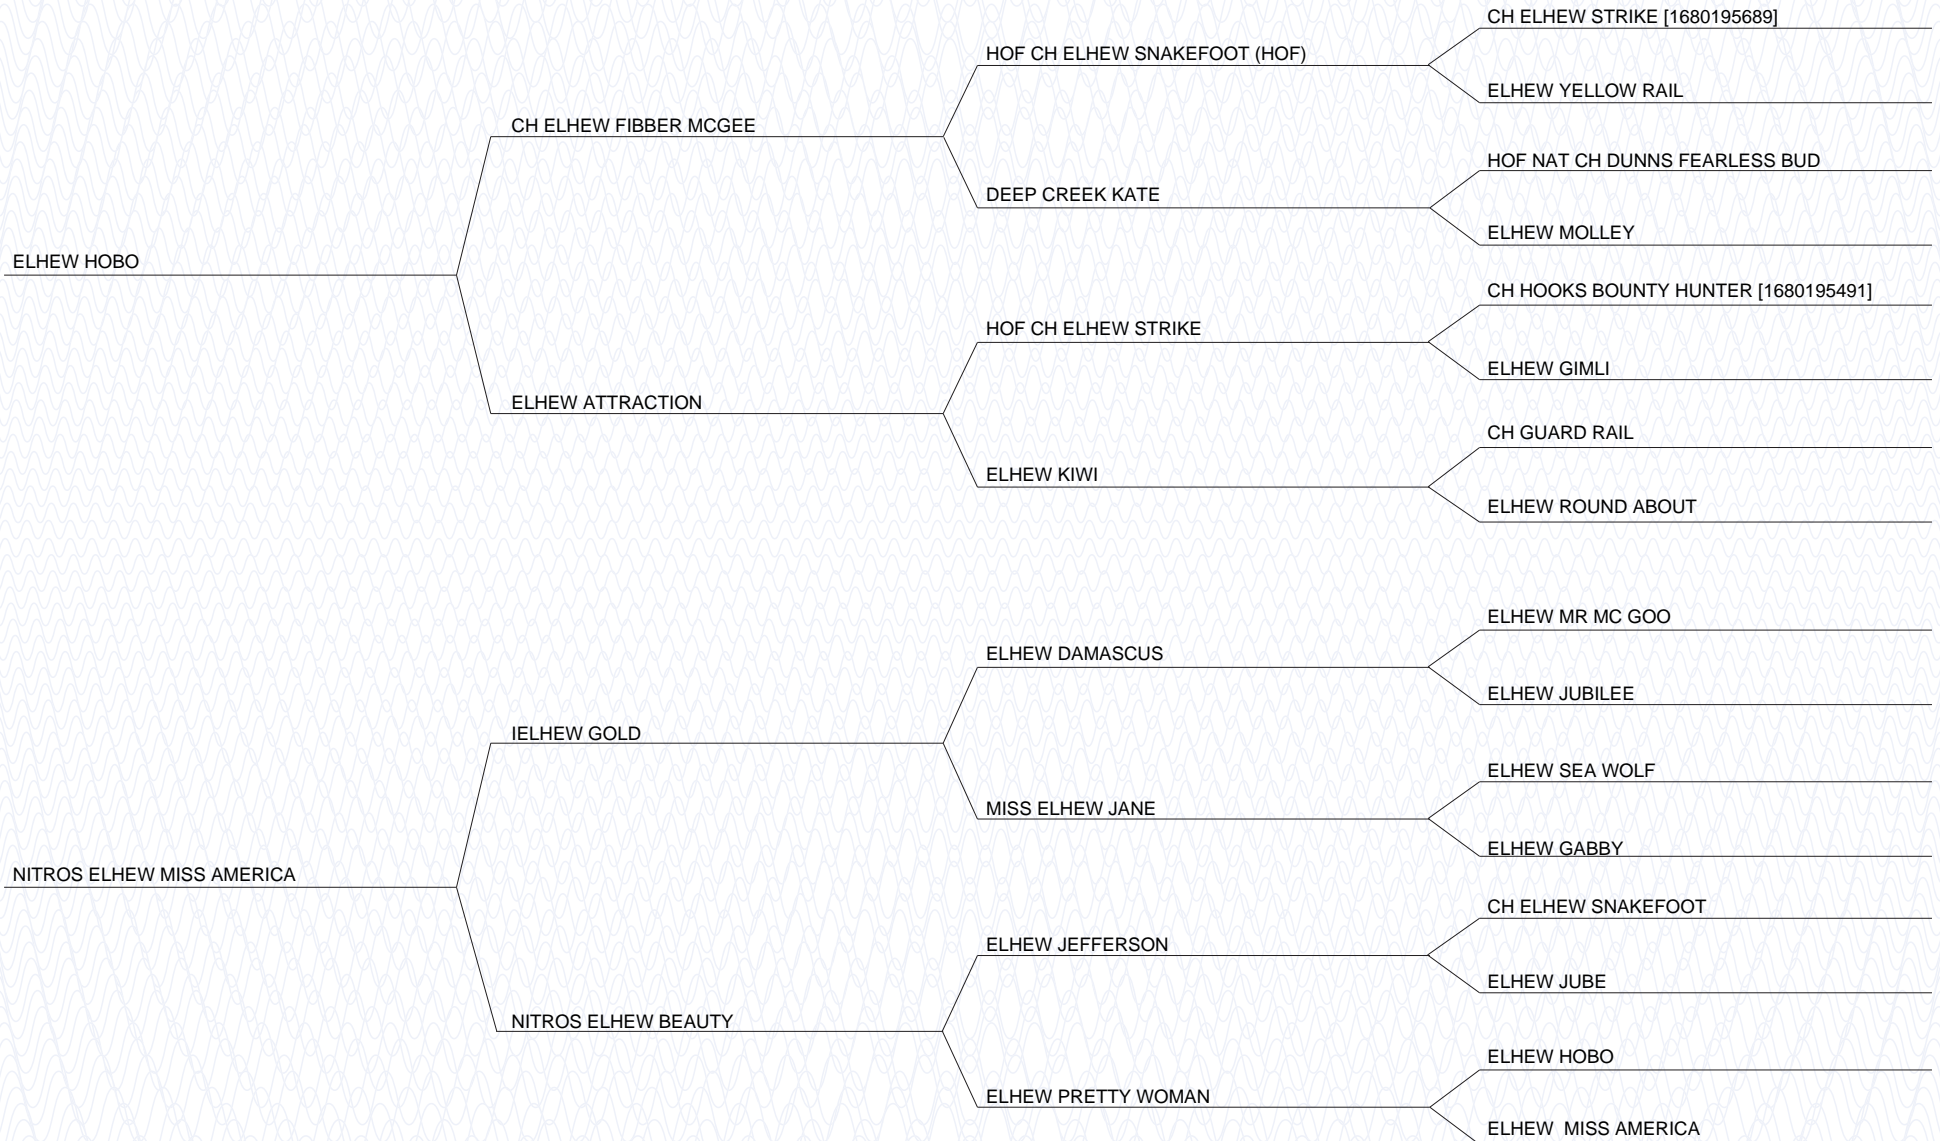 CH ELHEW STRIKE [1680195689]
HOF CH ELHEW SNAKEFOOT (HOF)
ELHEW YELLOW RAIL
CH ELHEW FIBBER MCGEE
HOF NAT CH DUNNS FEARLESS BUD
DEEP CREEK KATE
ELHEW MOLLEY
ELHEW HOBO
CH HOOKS BOUNTY HUNTER [1680195491]
HOF CH ELHEW STRIKE
ELHEW GIMLI
ELHEW ATTRACTION
CH GUARD RAIL
ELHEW KIWI
ELHEW ROUND ABOUT
ELHEW MR MC GOO
ELHEW DAMASCUS
ELHEW JUBILEE
IELHEW GOLD
ELHEW SEA WOLF
MISS ELHEW JANE
ELHEW GABBY
NITROS ELHEW MISS AMERICA
CH ELHEW SNAKEFOOT
ELHEW JEFFERSON
ELHEW JUBE
NITROS ELHEW BEAUTY
ELHEW HOBO
ELHEW PRETTY WOMAN
ELHEW  MISS AMERICA